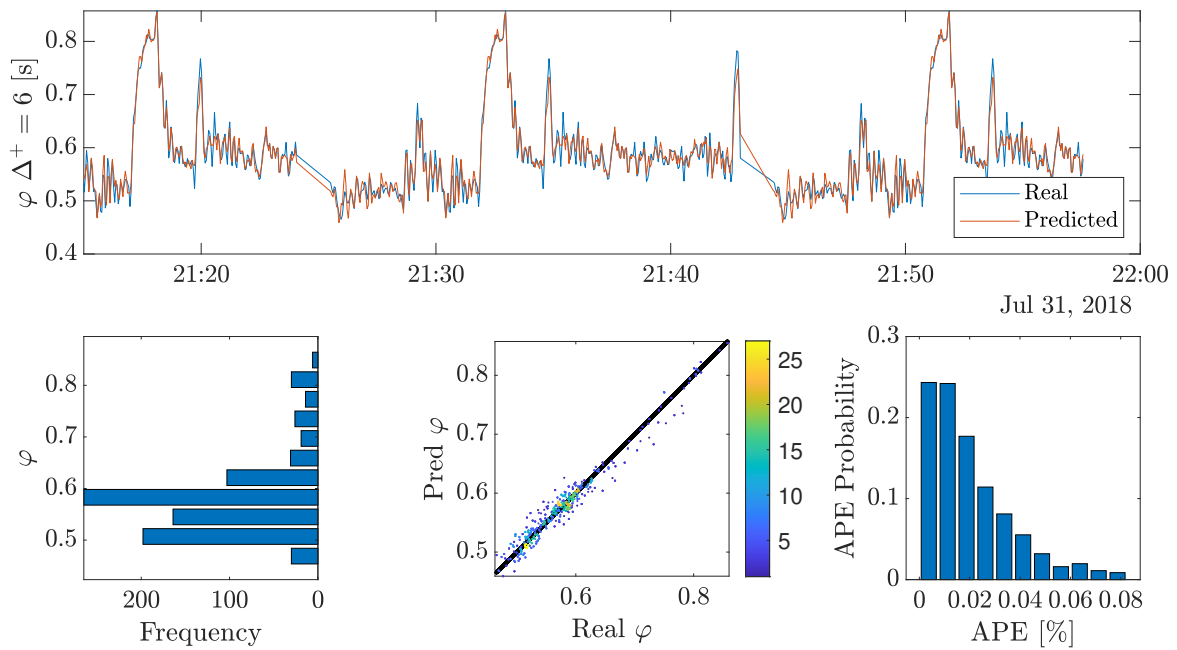 φ Δ⁺ = 6 [s]
0.8
0.7
0.6
0.5
0.4
21:20 21:30 21:40 21:50 22:00
Jul 31, 2018
Real
Predicted
φ
0.8
0.7
0.6
0.5
200 100 0
Frequency
Pred φ
0.8
0.7
0.6
0.5
0.6 0.8
Real φ
25
20
15
10
5
APE Probability
0.3
0.2
0.1
0
0 0.02 0.04 0.06 0.08
APE [%]